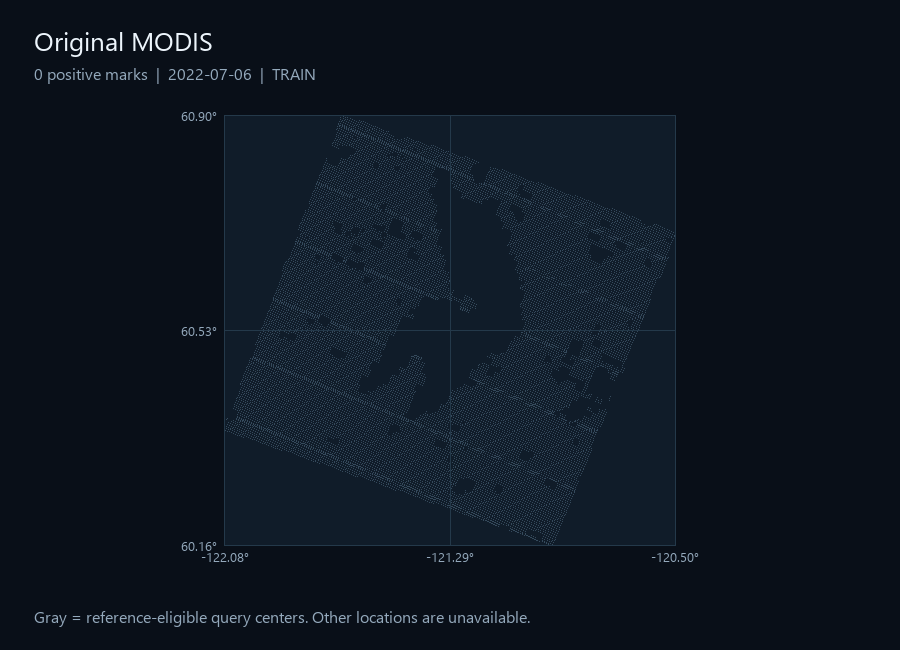 Original MODIS
0 positive marks | 2022-07-06 | TRAIN
60.90°
60.53°
60.16°
-122.08° -121.29° -120.50°
Gray = reference-eligible query centers. Other locations are unavailable.